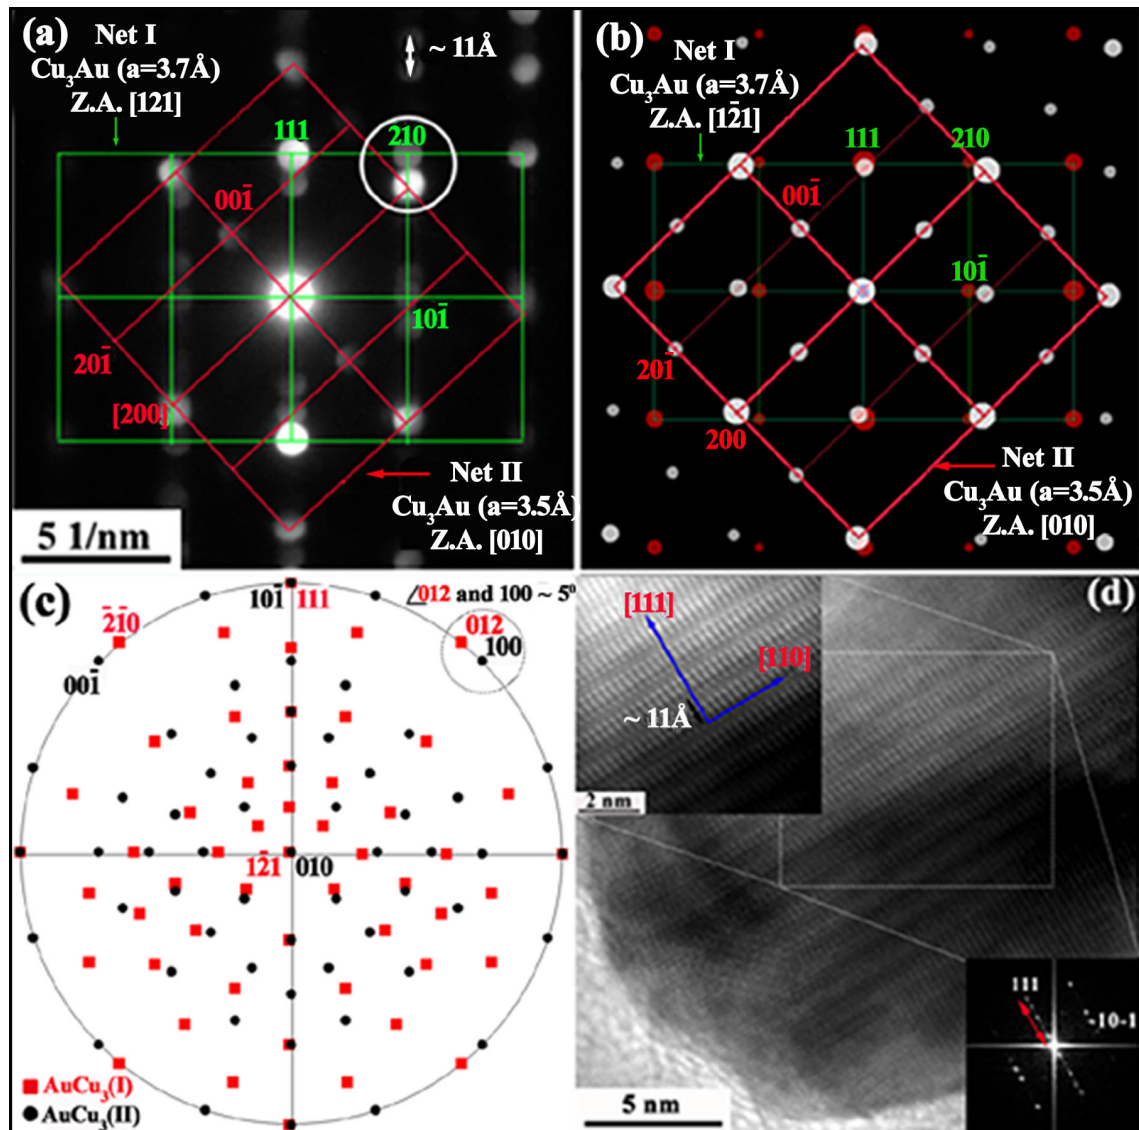 (a)
Net I
Cu₃Au (a=3.7Å)
Z.A. [121]
~ 11Å
111
210
001̄
101̄
201̄
[200]
Net II
Cu₃Au (a=3.5Å)
Z.A. [010]
5 1/nm
(b)
Net I
Cu₃Au (a=3.7Å)
Z.A. [12̄1]
111
210
001̄
101̄
201̄
200
Net II
Cu₃Au (a=3.5Å)
Z.A. [010]
(c)
2̄1̄0
101̄
111
∠012 and 100 ~ 5º
012
100
001̄
12̄1
010
AuCu₃(I)
AuCu₃(II)
(d)
[111]
[110]
~ 11Å
2 nm
5 nm
111
-10-1